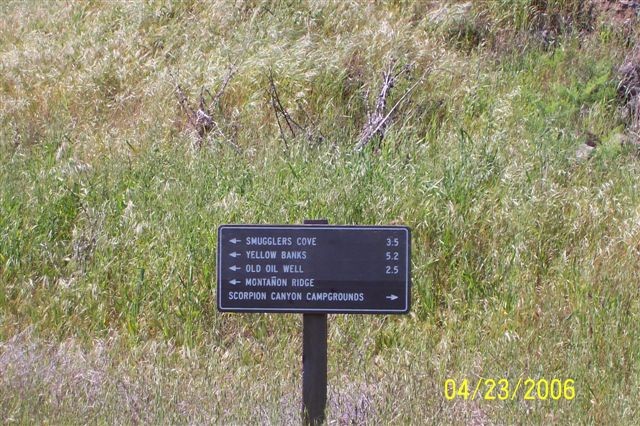 ← SMUGGLERS COVE 3.5
← YELLOW BANKS 5.2
← OLD OIL WELL 2.5
← MONTAÑON RIDGE
SCORPION CANYON CAMPGROUNDS →
04/23/2006